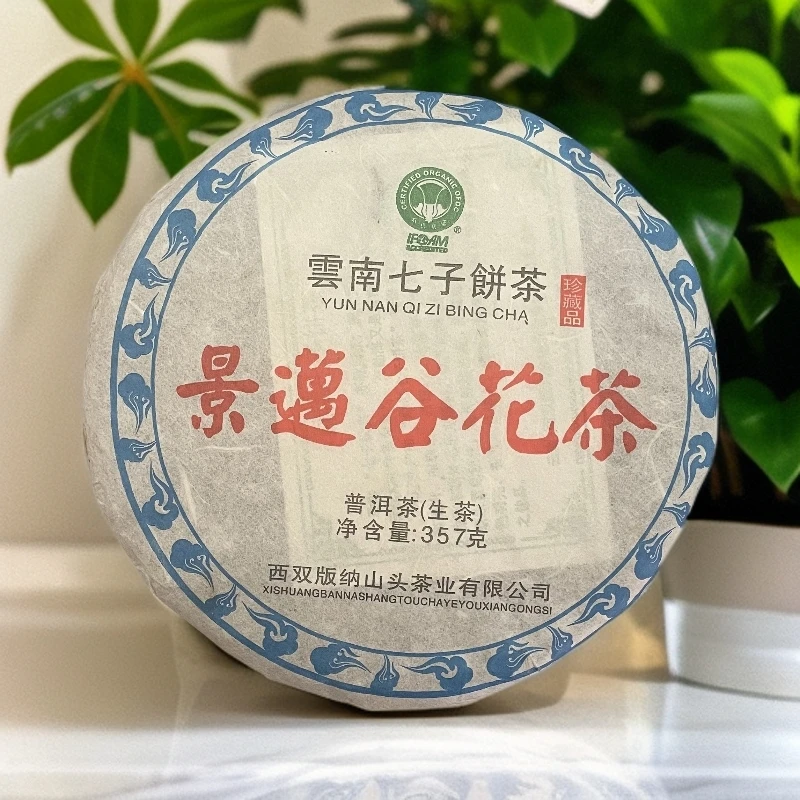 CERTIFIED ORGANIC OFDC
IFOAM
®
雲南七子餅茶
YUN NAN QI ZI BING CHA
珍藏品
景邁谷花茶
普洱茶(生茶)
净含量:357克
西双版纳山头茶业有限公司
XISHUANGBANNASHANGTOUCHAYEYOUXIANGONGSI